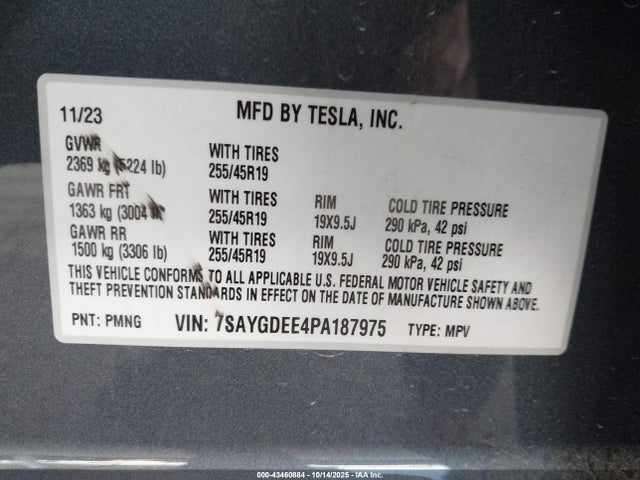 11/23 MFD BY TESLA, INC.
GVWR WITH TIRES
2369 kg (5224 lb) 255/45R19
GAWR FRT WITH TIRES RIM COLD TIRE PRESSURE
1363 kg (3004 lb) 255/45R19 19X9.5J 290 kPa, 42 psi
GAWR RR WITH TIRES RIM COLD TIRE PRESSURE
1500 kg (3306 lb) 255/45R19 19X9.5J 290 kPa, 42 psi
THIS VEHICLE CONFORMS TO ALL APPLICABLE U.S. FEDERAL MOTOR VEHICLE SAFETY AND
THEFT PREVENTION STANDARDS IN EFFECT ON THE DATE OF MANUFACTURE SHOWN ABOVE.
PNT: PMNG VIN: 7SAYGDEE4PA187975 TYPE: MPV
000-43460884 - 10/14/2025 - IAA Inc.